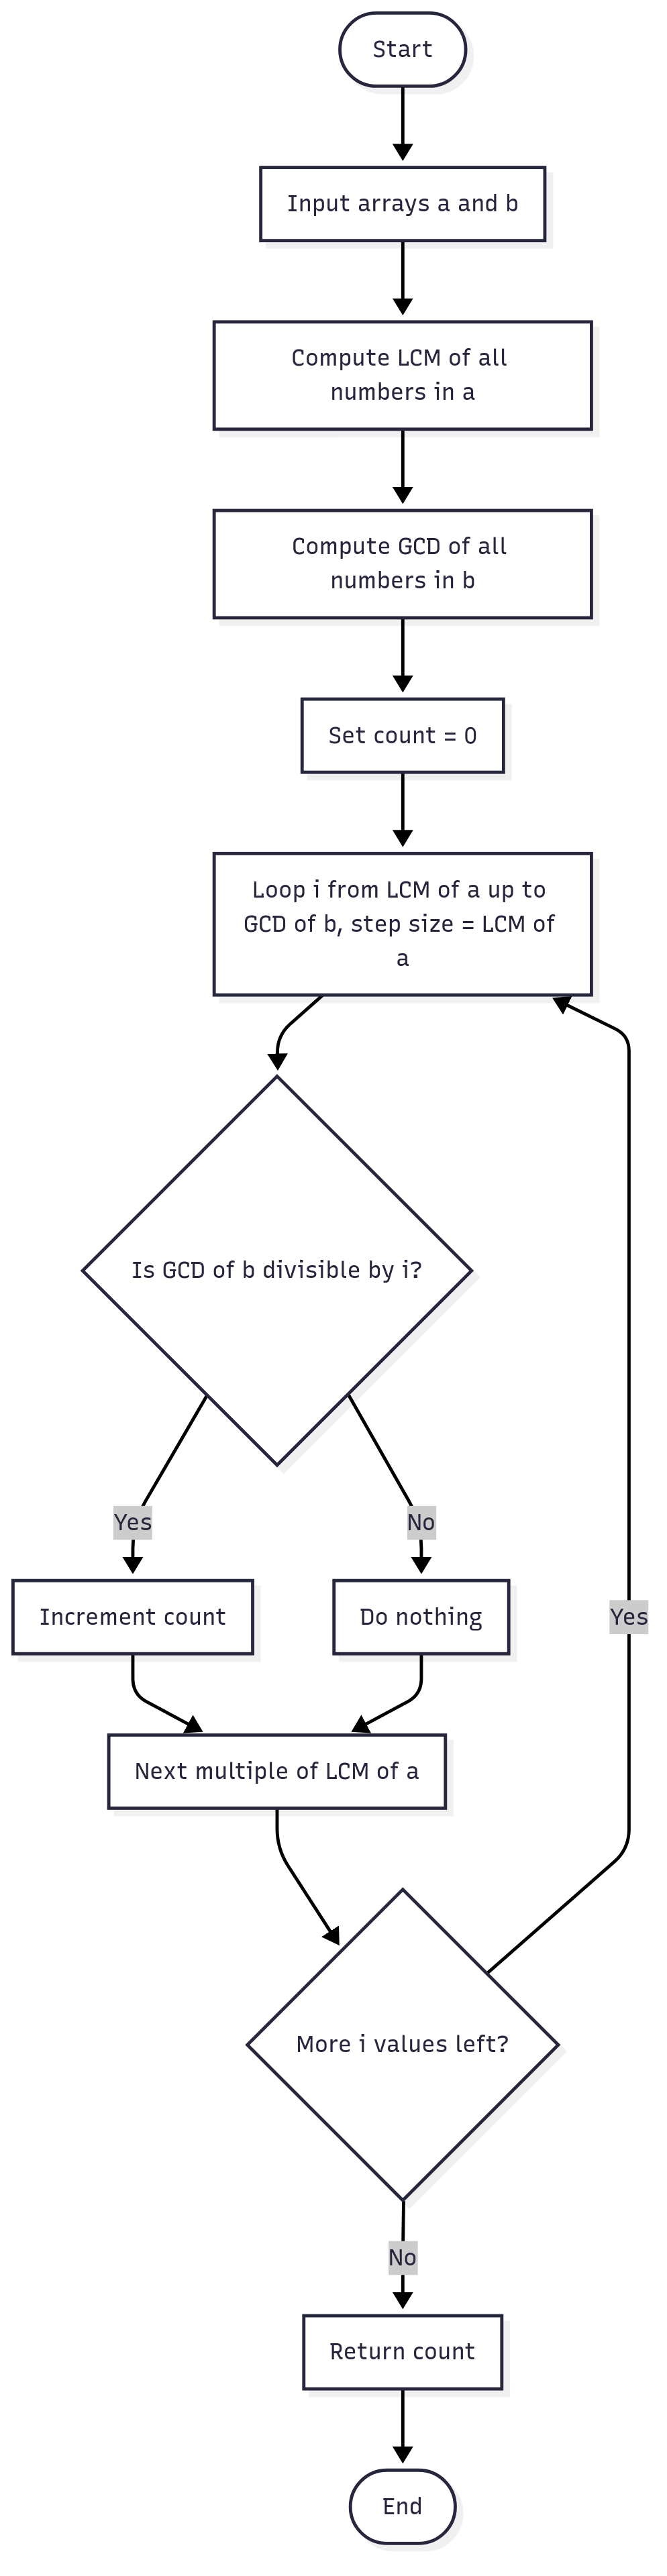 Start
Input arrays a and b
Compute LCM of all
numbers in a
Compute GCD of all
numbers in b
Set count = 0
Loop i from LCM of a up to
GCD of b, step size = LCM of
a
Is GCD of b divisible by i?
Yes
No
Increment count
Do nothing
Yes
Next multiple of LCM of a
More i values left?
No
Return count
End